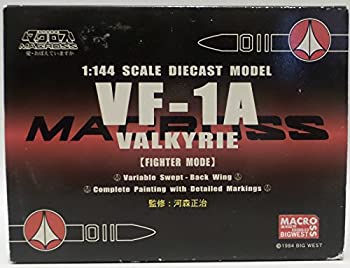 マクロス
MACROSS
愛・おぼえていますか
1:144 SCALE DIECAST MODEL
VF-1A
MACROSS
VALKYRIE
【FIGHTER MODE】
Variable Swept-Back Wing
Complete Painting with Detailed Markings
監修：河森正治
MACROSS
BIGWEST
©1984 BIG WEST